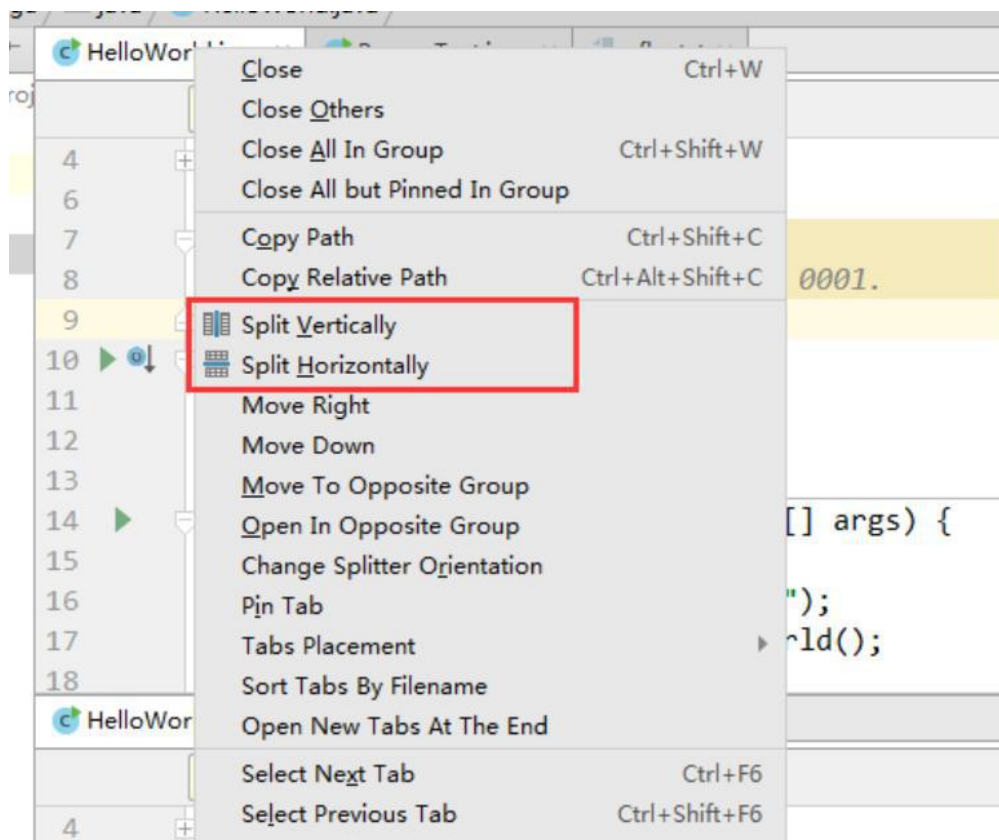 java
HelloWorld.java
HelloWor
Close Ctrl+W
Close Others
Close All In Group Ctrl+Shift+W
Close All but Pinned In Group
Copy Path Ctrl+Shift+C
Copy Relative Path Ctrl+Alt+Shift+C
Split Vertically
Split Horizontally
Move Right
Move Down
Move To Opposite Group
Open In Opposite Group
Change Splitter Orientation
Pin Tab
Tabs Placement
Sort Tabs By Filename
Open New Tabs At The End
Select Next Tab Ctrl+F6
Select Previous Tab Ctrl+Shift+F6
4
6
7
8 0001.
9
10
11
12
13
14 [] args) {
15
16 ");
17 rld();
18
HelloWor
4